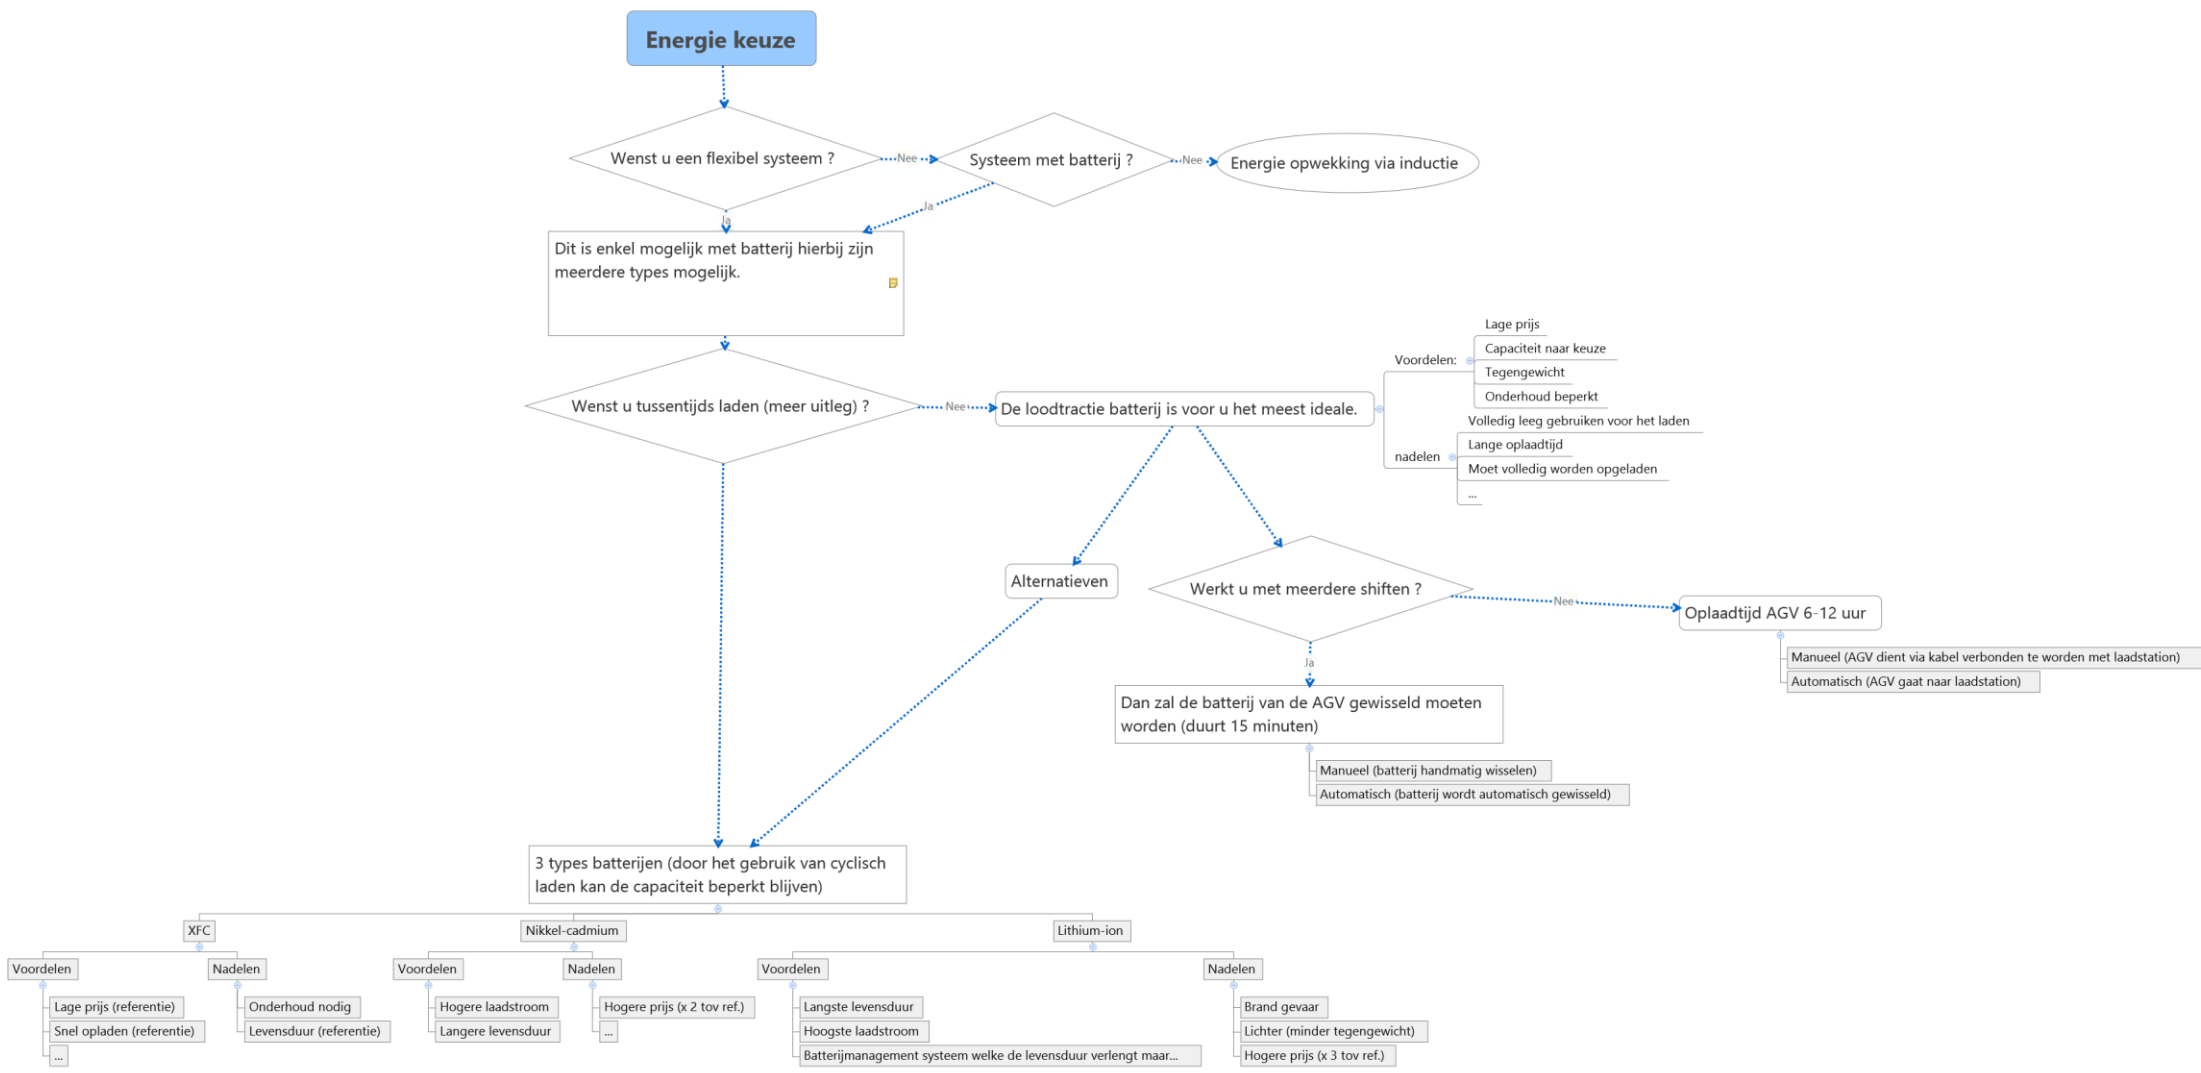 Energie keuze
Wenst u een flexibel systeem ?
Nee
Systeem met batterij ?
Nee
Energie opwekking via inductie
Ja
Ja
Dit is enkel mogelijk met batterij hierbij zijn
meerdere types mogelijk.
Wenst u tussentijds laden (meer uitleg) ?
Nee
De loodtractie batterij is voor u het meest ideale.
Voordelen:
Lage prijs
Capaciteit naar keuze
Tegengewicht
Onderhoud beperkt
nadelen
Volledig leeg gebruiken voor het laden
Lange oplaadtijd
Moet volledig worden opgeladen
...
Alternatieven
Werkt u met meerdere shiften ?
Nee
Oplaadtijd AGV 6-12 uur
Manueel (AGV dient via kabel verbonden te worden met laadstation)
Automatisch (AGV gaat naar laadstation)
Ja
Dan zal de batterij van de AGV gewisseld moeten
worden (duurt 15 minuten)
Manueel (batterij handmatig wisselen)
Automatisch (batterij wordt automatisch gewisseld)
3 types batterijen (door het gebruik van cyclisch
laden kan de capaciteit beperkt blijven)
XFC
Voordelen
Lage prijs (referentie)
Snel opladen (referentie)
...
Nadelen
Onderhoud nodig
Levensduur (referentie)
Nikkel-cadmium
Voordelen
Hogere laadstroom
Langere levensduur
Nadelen
Hogere prijs (x 2 tov ref.)
...
Lithium-ion
Voordelen
Langste levensduur
Hoogste laadstroom
Batterijmanagement systeem welke de levensduur verlengt maar...
Nadelen
Brand gevaar
Lichter (minder tegengewicht)
Hogere prijs (x 3 tov ref.)